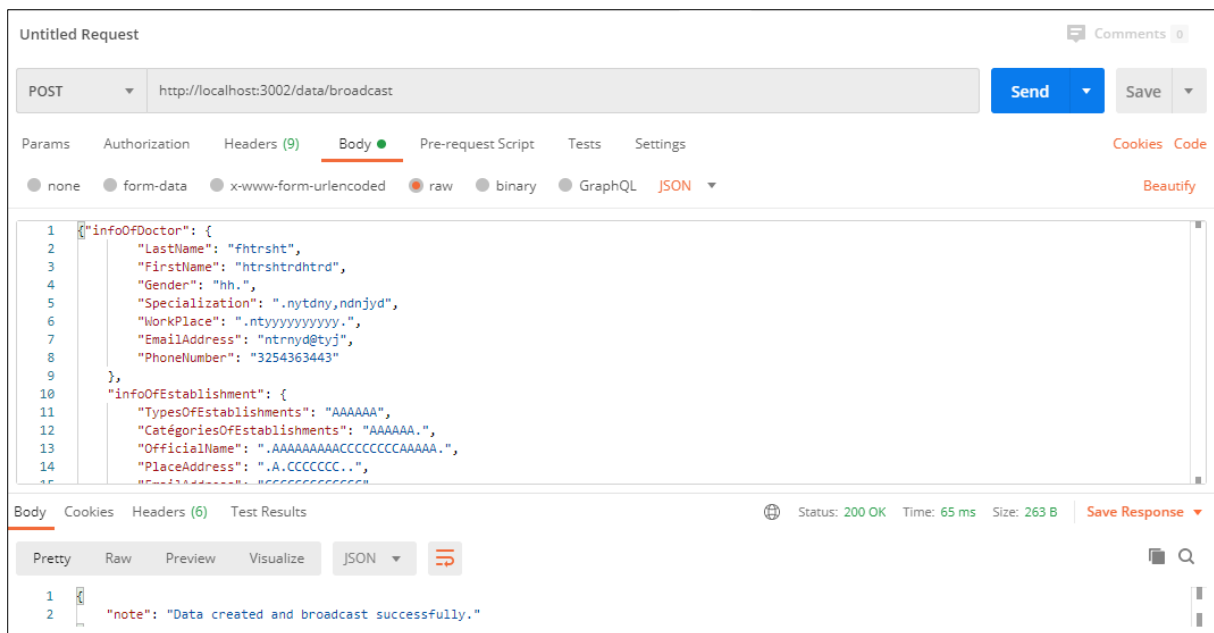 Untitled Request
Comments 0
POST http://localhost:3002/data/broadcast Send Save
Params Authorization Headers (9) Body Pre-request Script Tests Settings Cookies Code
none form-data x-www-form-urlencoded raw binary GraphQL JSON Beautify
1 {"infoOfDoctor": {
2 "LastName": "fhtrsht",
3 "FirstName": "htrshtrdhtrd",
4 "Gender": "hh.",
5 "Specialization": ".nytdny,ndnjyd",
6 "WorkPlace": ".ntyyyyyyyyyy.",
7 "EmailAddress": "ntrnyd@tyj",
8 "PhoneNumber": "3254363443"
9 },
10 "infoOfEstablishment": {
11 "TypesOfEstablishments": "AAAAAA",
12 "CatégoriesOfEstablishments": "AAAAAA.",
13 "OfficialName": ".AAAAAAAAACCCCCCCCAAAAA.",
14 "PlaceAddress": ".A.CCCCCCC..",
15 "EmailAddress":
Body Cookies Headers (6) Test Results Status: 200 OK Time: 65 ms Size: 263 B Save Response
Pretty Raw Preview Visualize JSON
1 {
2 "note": "Data created and broadcast successfully."